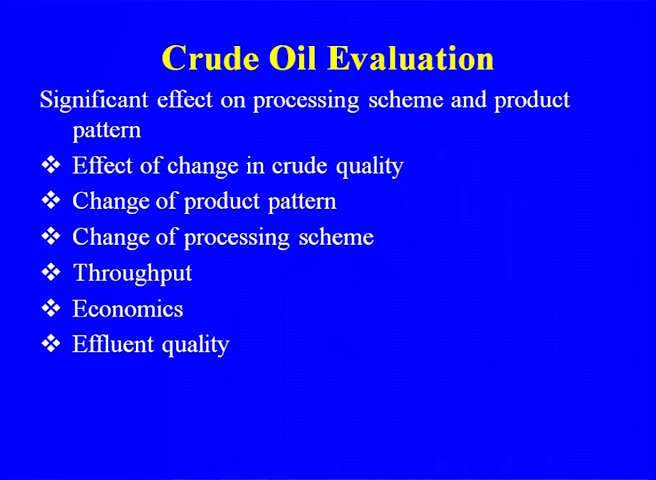 Crude Oil Evaluation
Significant effect on processing scheme and product
pattern
❖ Effect of change in crude quality
❖ Change of product pattern
❖ Change of processing scheme
❖ Throughput
❖ Economics
❖ Effluent quality